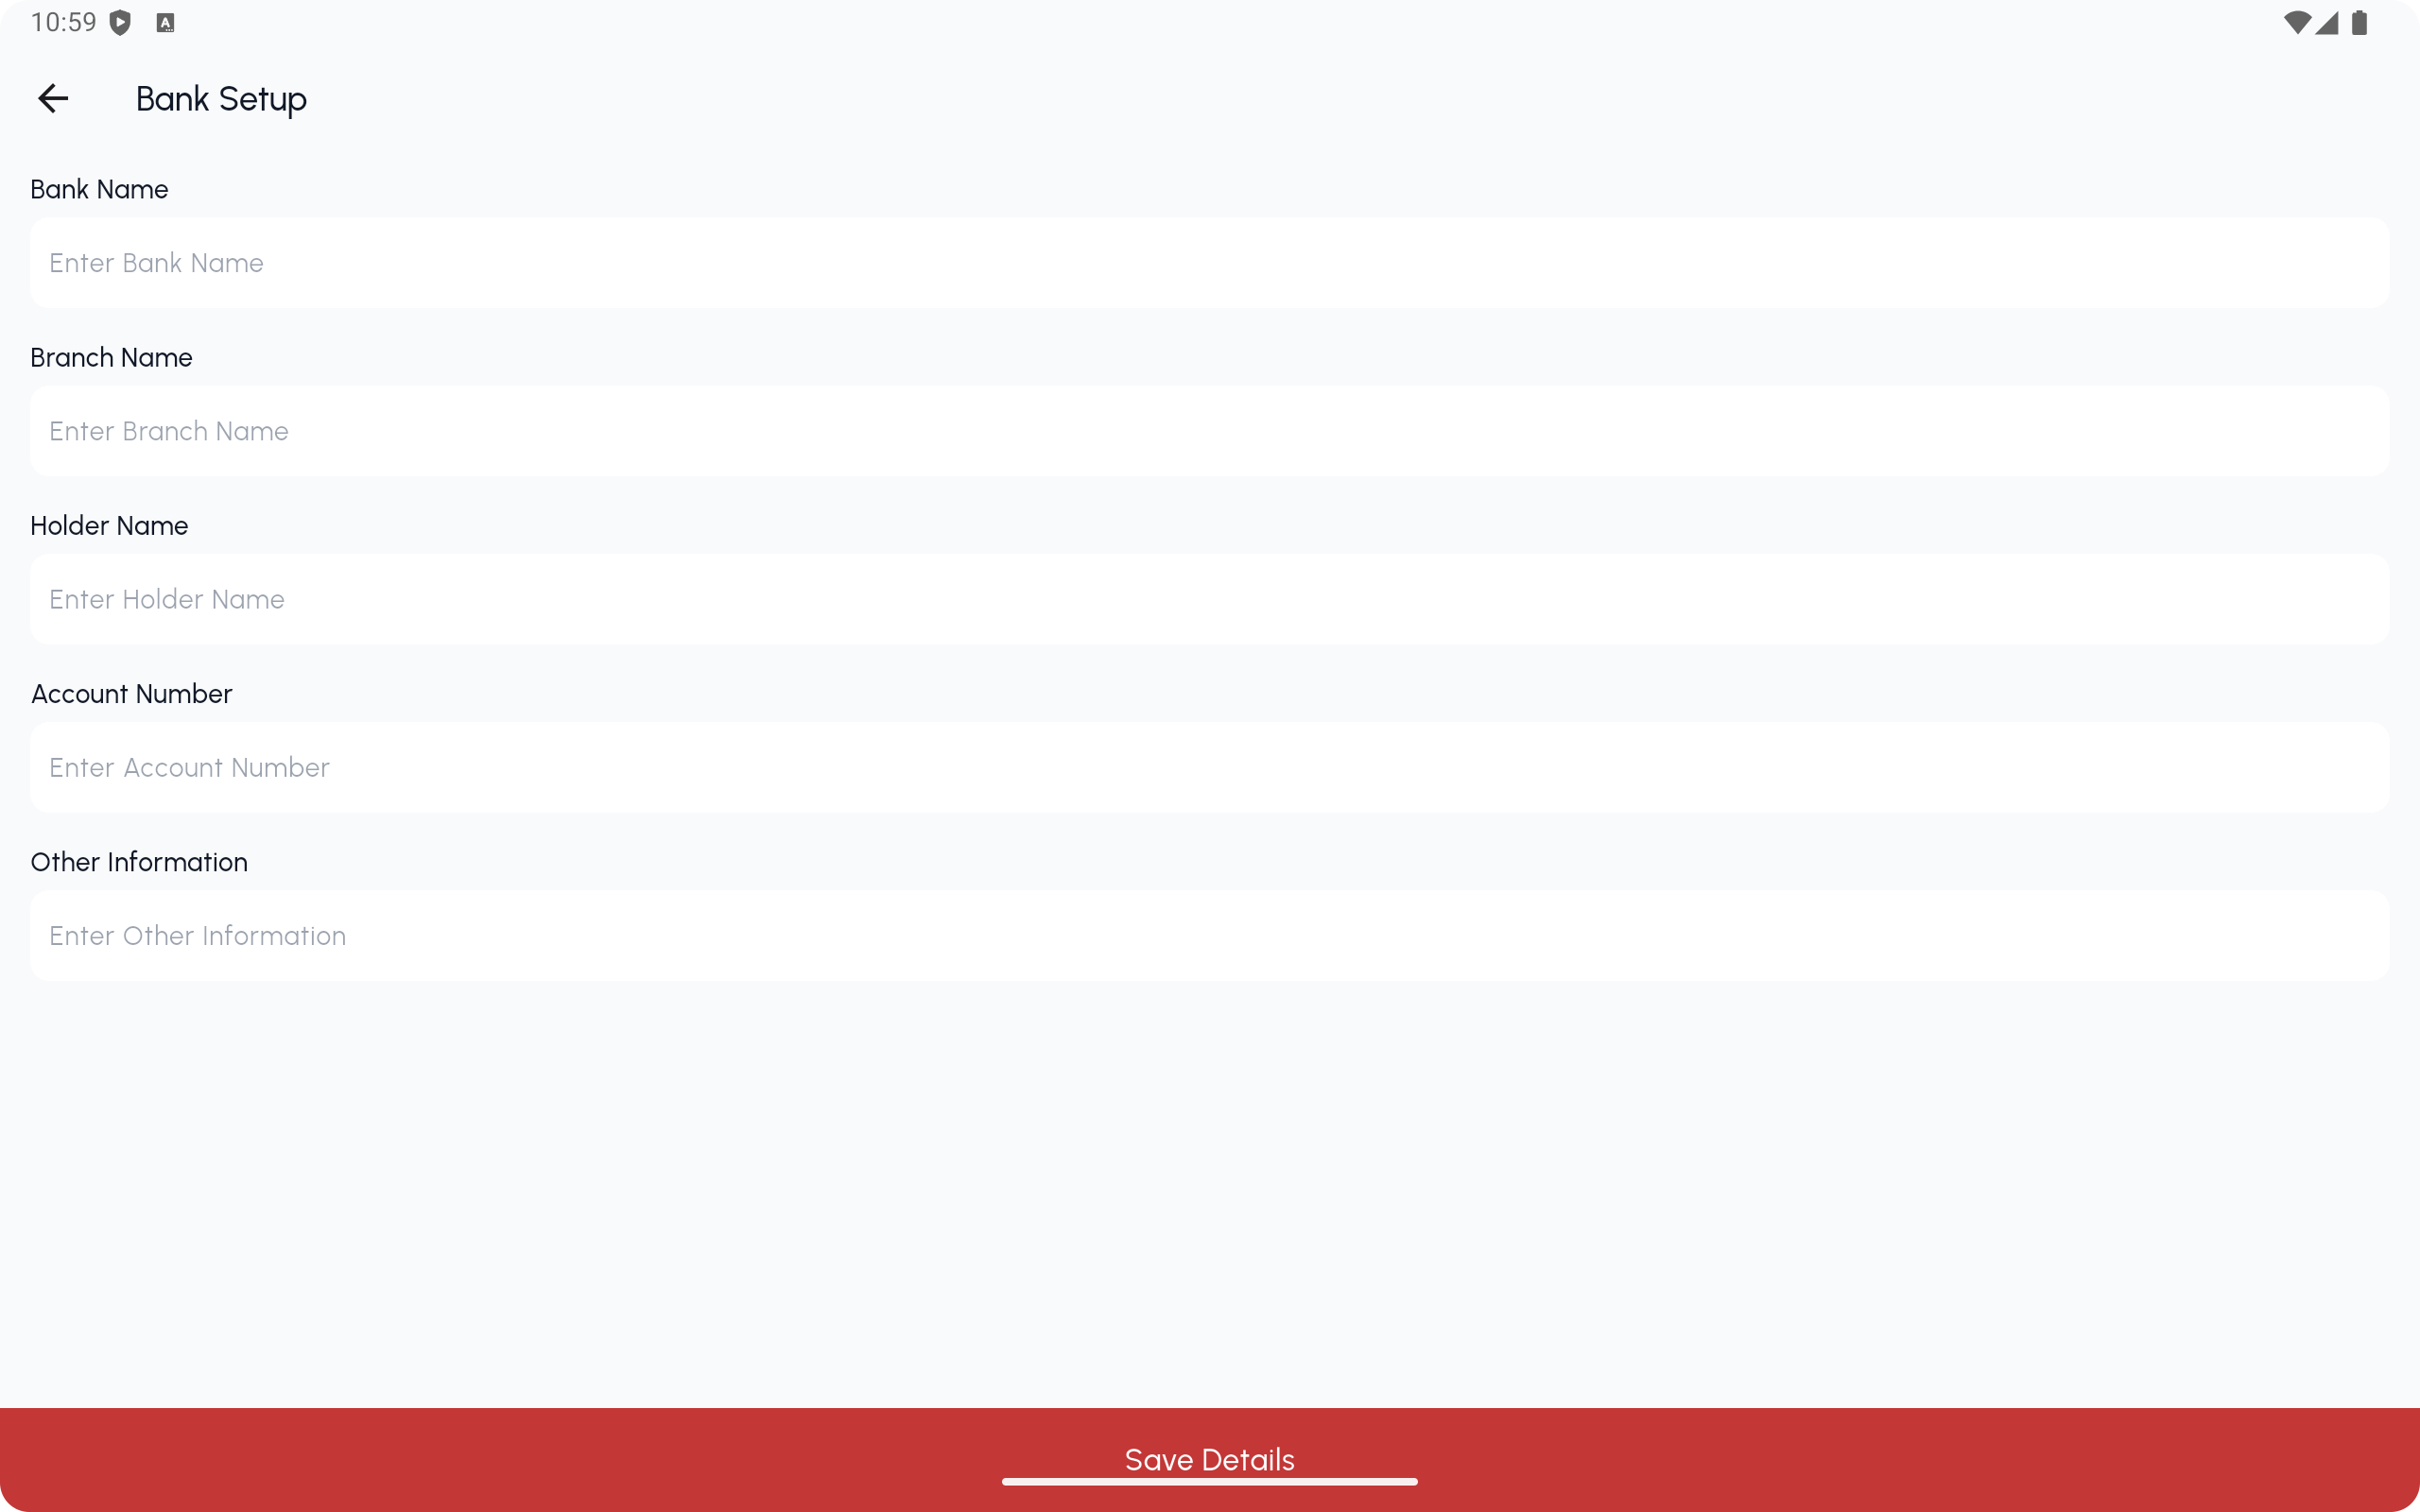 10:59
Bank Setup
Bank Name
Enter Bank Name
Branch Name
Enter Branch Name
Holder Name
Enter Holder Name
Account Number
Enter Account Number
Other Information
Enter Other Information
Save Details